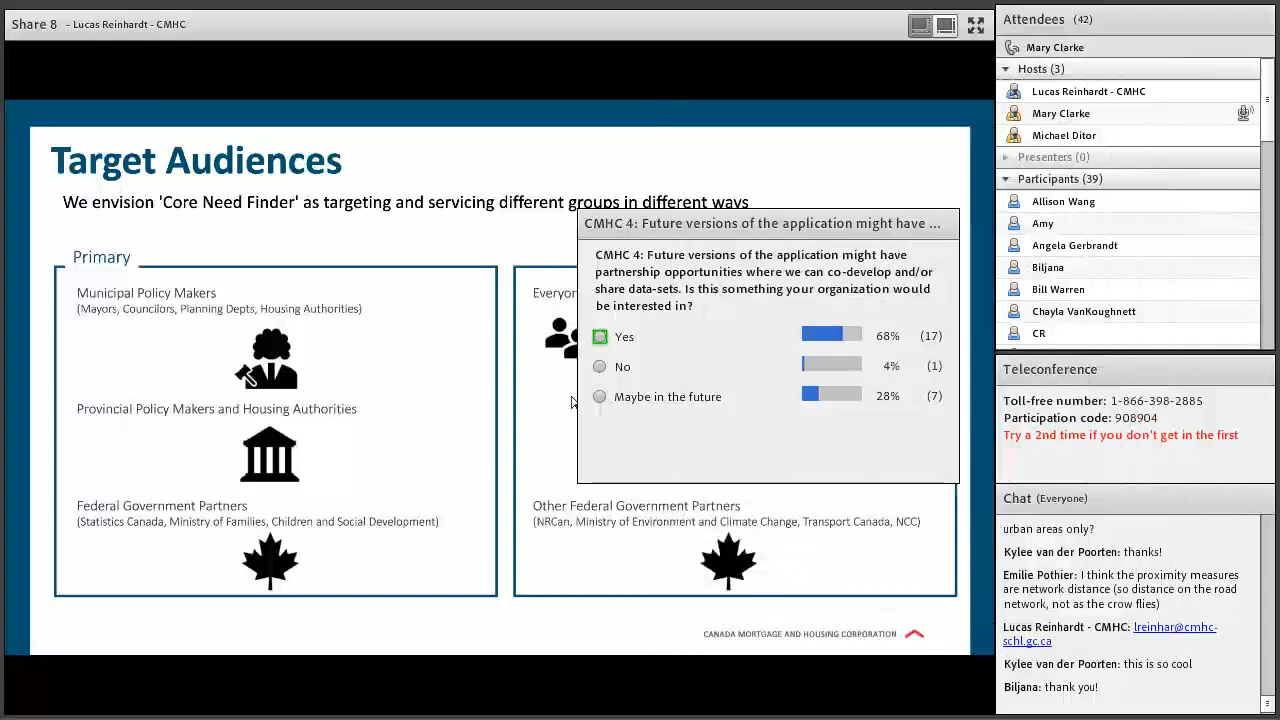 Share 8 - Lucas Reinhardt - CMHC
Target Audiences
We envision 'Core Need Finder' as targeting and servicing different groups in different ways
Primary
Municipal Policy Makers
(Mayors, Councilors, Planning Depts, Housing Authorities)
Provincial Policy Makers and Housing Authorities
Federal Government Partners
(Statistics Canada, Ministry of Families, Children and Social Development)
Other Federal Government Partners
(NRCan, Ministry of Environment and Climate Change, Transport Canada, NCC)
CANADA MORTGAGE AND HOUSING CORPORATION
CMHC 4: Future versions of the application might have ...
CMHC 4: Future versions of the application might have
partnership opportunities where we can co-develop and/or
share data-sets. Is this something your organization would
be interested in?
Yes 68% (17)
No 4% (1)
Maybe in the future 28% (7)
Attendees (42)
Mary Clarke
Hosts (3)
Lucas Reinhardt - CMHC
Mary Clarke
Michael Ditor
Presenters (0)
Participants (39)
Allison Wang
Amy
Angela Gerbrandt
Biljana
Bill Warren
Chayla VanKoughnett
CR
Teleconference
Toll-free number: 1-866-398-2885
Participation code: 908904
Try a 2nd time if you don't get in the first
Chat (Everyone)
urban areas only?
Kylee van der Poorten: thanks!
Emilie Pothier: I think the proximity measures
are network distance (so distance on the road
network, not as the crow flies)
Lucas Reinhardt - CMHC: lreinhar@cmhc-
schl.gc.ca
Kylee van der Poorten: this is so cool
Biljana: thank you!